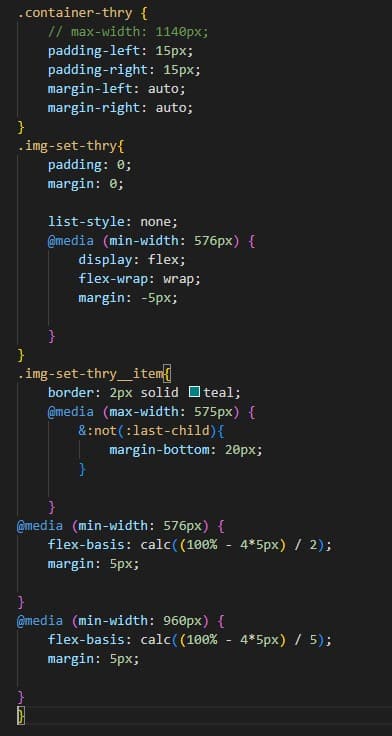 .container-thry {
// max-width: 1140px;
padding-left: 15px;
padding-right: 15px;
margin-left: auto;
margin-right: auto;
}
.img-set-thry{
padding: 0;
margin: 0;
list-style: none;
@media (min-width: 576px) {
display: flex;
flex-wrap: wrap;
margin: -5px;
}
}
.img-set-thry__item{
border: 2px solid teal;
@media (max-width: 575px) {
&:not(:last-child){
margin-bottom: 20px;
}
}
@media (min-width: 576px) {
flex-basis: calc((100% - 4*5px) / 2);
margin: 5px;
}
@media (min-width: 960px) {
flex-basis: calc((100% - 4*5px) / 5);
margin: 5px;
}
}